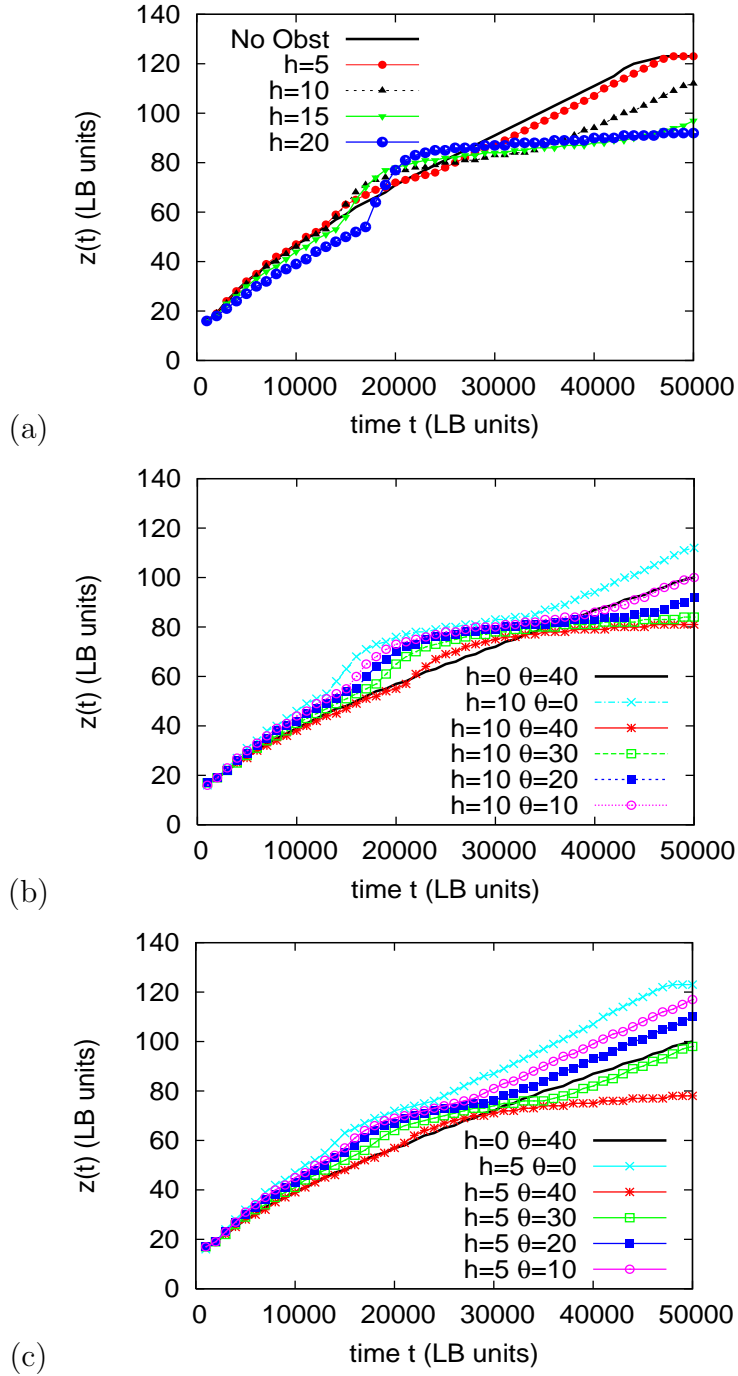 140
120
100
80
60
40
20
0
z(t) (LB units)
No Obst
h=5
h=10
h=15
h=20
0 10000 20000 30000 40000 50000
time t (LB units)
(a)
140
120
100
80
60
40
20
0
z(t) (LB units)
h=0 θ=40
h=10 θ=0
h=10 θ=40
h=10 θ=30
h=10 θ=20
h=10 θ=10
0 10000 20000 30000 40000 50000
time t (LB units)
(b)
140
120
100
80
60
40
20
0
z(t) (LB units)
h=0 θ=40
h=5 θ=0
h=5 θ=40
h=5 θ=30
h=5 θ=20
h=5 θ=10
0 10000 20000 30000 40000 50000
time t (LB units)
(c)